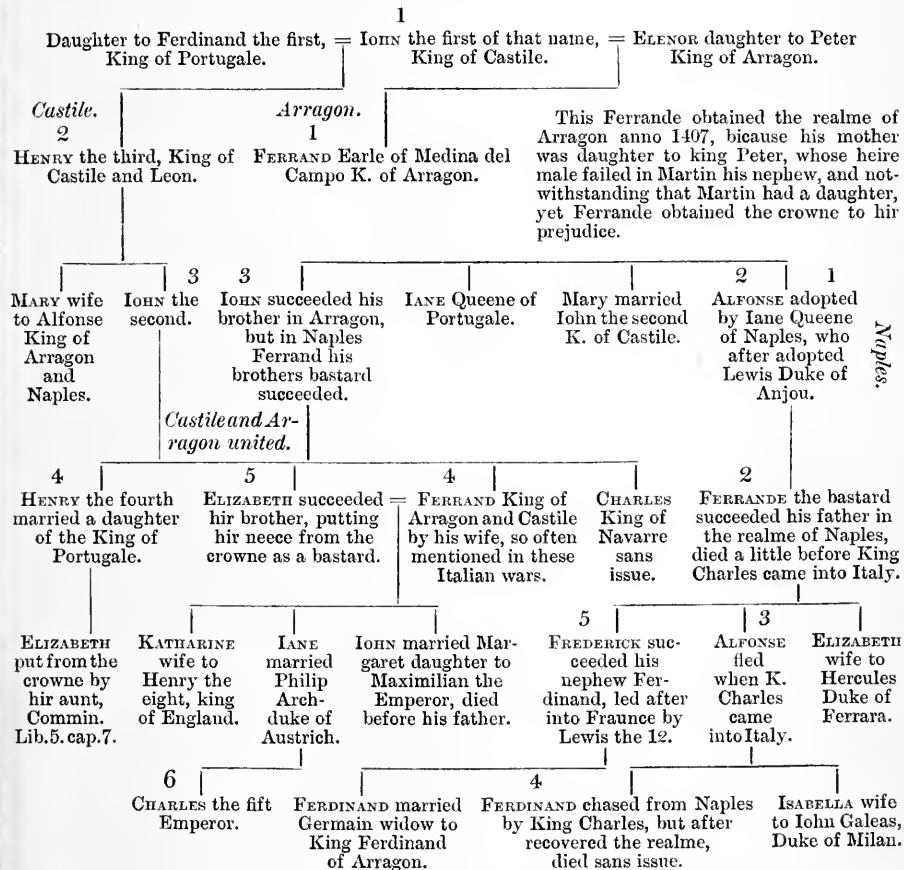 1
Daughter to Ferdinand the first, = IOHN the first of that name, = ELENOR daughter to Peter
King of Portugale.
King of Castile.
King of Arragon.
Castile.
2
HENRY the third, King of
Castile and Leon.
Arragon.
1
FERRAND Earle of Medina del
Campo K. of Arragon.
This Ferrande obtained the realme of
Arragon anno 1407, bicause his mother
was daughter to king Peter, whose heire
male failed in Martin his nephew, and not-
withstanding that Martin had a daughter,
yet Ferrande obtained the crowne to hir
prejudice.
MARY wife
to Alfonse
King of
Arragon
and
Naples.
3
IOHN the
second.
3
IOHN succeeded his
brother in Arragon,
but in Naples
Ferrand his
brothers bastard
succeeded.
IANE Queene of
Portugale.
Mary married
Iohn the second
K. of Castile.
2
1
ALFONSE adopted
by Iane Queene
of Naples, who
after adopted
Lewis Duke of
Anjou.
Naples.
Castile and Ar-
ragon united.
4
HENRY the fourth
married a daughter
of the King of
Portugale.
5
ELIZABETH succeeded =
hir brother, putting
hir neece from the
crowne as a bastard.
4
FERRAND King of
Arragon and Castile
by his wife, so often
mentioned in these
Italian wars.
CHARLES
King of
Navarre
sans
issue.
2
FERRANDE the bastard
succeeded his father in
the realme of Naples,
died a little before King
Charles came into Italy.
ELIZABETH
put from the
crowne by
hir aunt,
Commin.
Lib.5. cap.7.
KATHARINE
wife to
Henry the
eight, king
of England.
IANE
married
Philip
Arch-
duke of
Austrich.
IOHN married Mar-
garet daughter to
Maximilian the
Emperor, died
before his father.
5
FREDERICK suc-
ceeded his
nephew Fer-
dinand, led after
into Fraunce by
Lewis the 12.
3
ALFONSE
fled
when K.
Charles
came
into Italy.
ELIZABETH
wife to
Hercules
Duke of
Ferrara.
6
CHARLES the fift
Emperor.
FERDINAND married
Germain widow to
King Ferdinand
of Arragon.
4
FERDINAND chased from Naples
by King Charles, but after
recovered the realme,
died sans issue.
ISABELLA wife
to Iohn Galeas,
Duke of Milan.